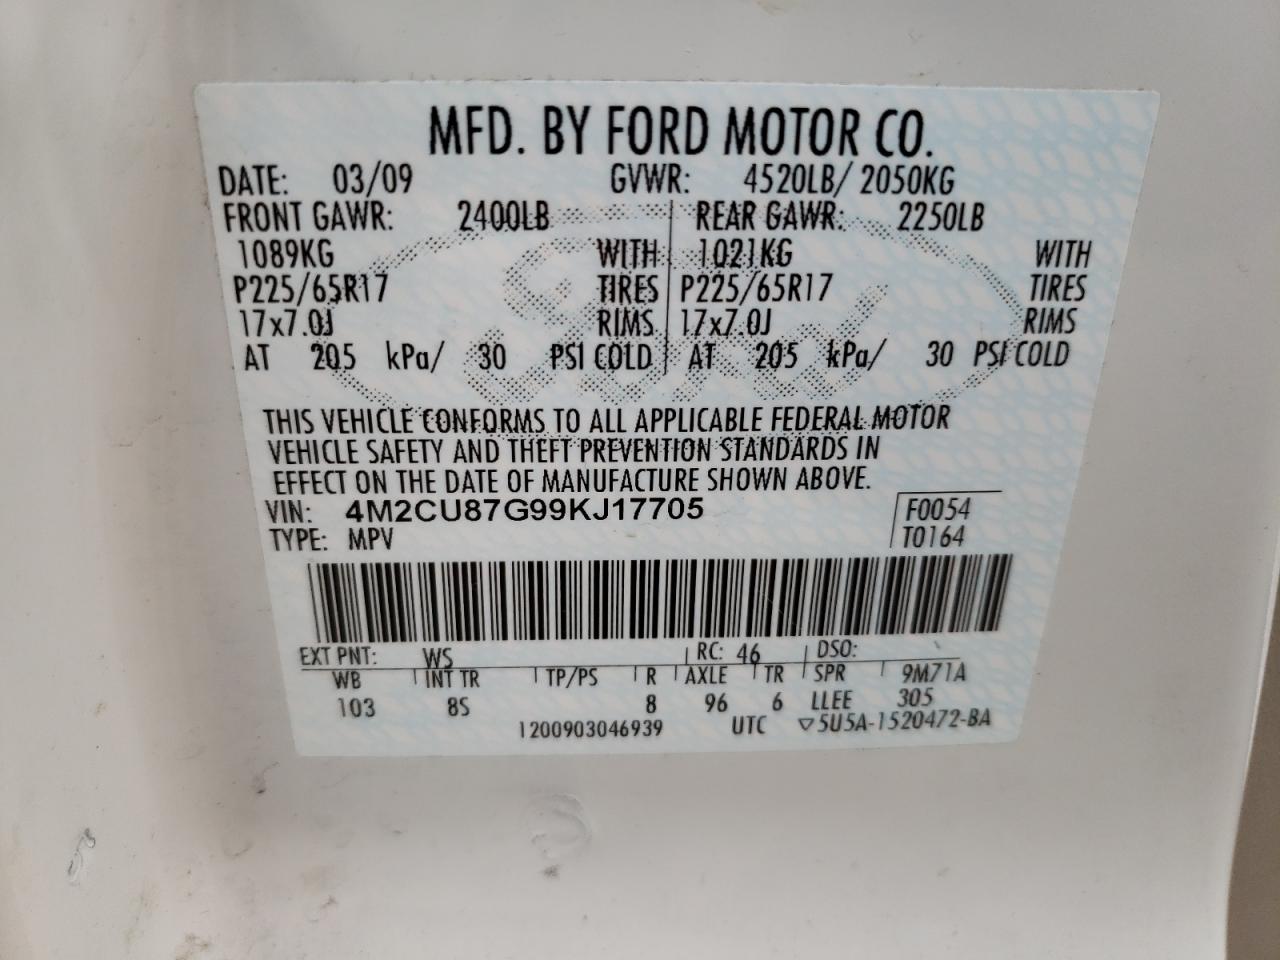 MFD. BY FORD MOTOR CO.
DATE: 03/09 GVWR: 4520LB/ 2050KG
FRONT GAWR: 2400LB REAR GAWR: 2250LB
1089KG WITH 1021KG WITH
P225/65R17 TIRES P225/65R17 TIRES
17x7.0J RIMS 17x7.0J RIMS
AT 205 kPa/ 30 PSI COLD AT 205 kPa/ 30 PSI COLD
THIS VEHICLE CONFORMS TO ALL APPLICABLE FEDERAL MOTOR
VEHICLE SAFETY AND THEFT PREVENTION STANDARDS IN
EFFECT ON THE DATE OF MANUFACTURE SHOWN ABOVE.
VIN: 4M2CU87G99KJ17705 F0054
TYPE: MPV T0164
EXT PNT: WS RC: 46 DSO:
WB INT TR TP/PS R AXLE TR SPR 9M71A
103 8S 8 96 6 LLEE 305
1200903046939 UTC ▽5U5A-1520472-BA
Ford